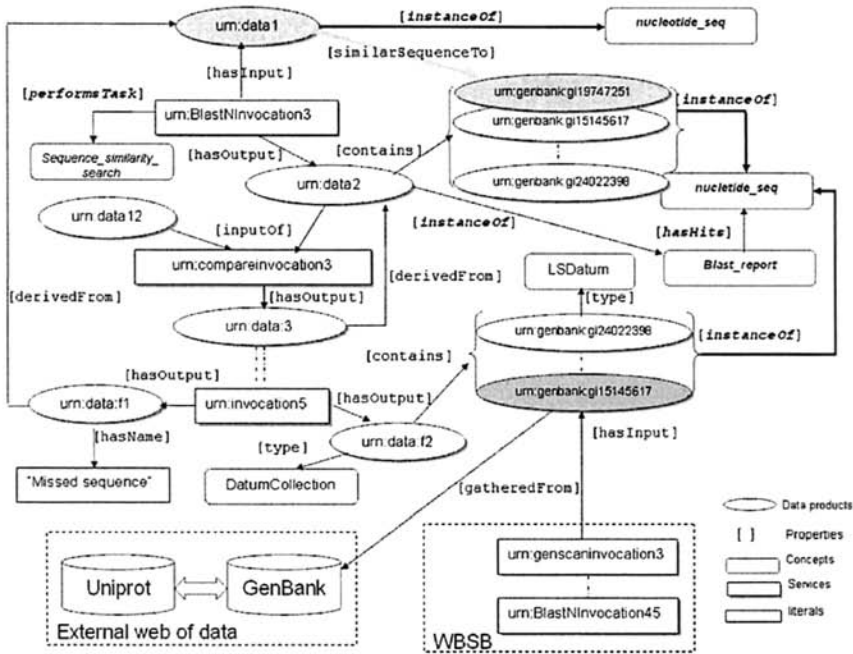 urn:data1
[instanceOf]
nucleotide_seq
[similarSequenceTo]
[hasInput]
urn:genbank:gi19747251
[performsTask]
[instanceOf]
urn:BlastNInvocation3
urn:genbank:gi15145617
[hasOutput]
[contains]
Sequence_similarity_
search
urn:data2
urn:genbank:gi24022398
nucletide_seq
urn:data12
[inputOf]
[instanceOf]
[hasHits]
urn:compareinvocation3
LSDatum
Blast_report
[derivedFrom]
[hasOutput]
[derivedFrom]
[type]
urn:data:3
urn:genbank:gi24022398
[instanceOf]
[contains]
[hasOutput]
urn:data:f1
urn:invocation5
[hasOutput]
urn:genbank:gi15145617
[hasName]
[type]
urn:data:f2
[hasInput]
"Missed sequence"
DatumCollection
[gatheredFrom]
Data products
[ ] Properties
Concepts
Services
literals
Uniprot
GenBank
External web of data
urn:genscaninvocation3
urn:BlastNInvocation45
WBSB